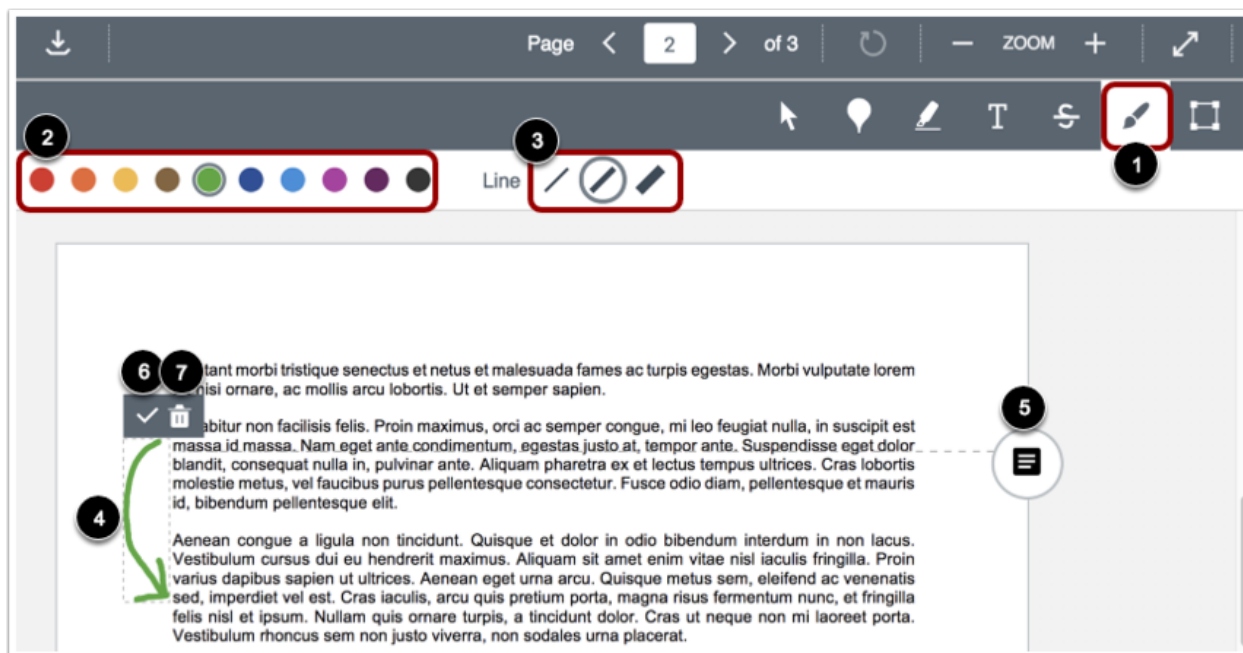 Page 2 of 3 ZOOM
T S
2 3
1
Line
6 7 tant morbi tristique senectus et netus et malesuada fames ac turpis egestas. Morbi vulputate lorem
isi ornare, ac mollis arcu lobortis. Ut et semper sapien.
5
abitur non facilisis felis. Proin maximus, orci ac semper congue, mi leo feugiat nulla, in suscipit est
massa id massa. Nam eget ante condimentum, egestas justo at, tempor ante. Suspendisse eget dolor
blandit, consequat nulla in, pulvinar ante. Aliquam pharetra ex et lectus tempus ultrices. Cras lobortis
molestie metus, vel faucibus purus pellentesque consectetur. Fusce odio diam, pellentesque et mauris
id, bibendum pellentesque elit.
4
Aenean congue a ligula non tincidunt. Quisque et dolor in odio bibendum interdum in non lacus.
Vestibulum cursus dui eu hendrerit maximus. Aliquam sit amet enim vitae nisl iaculis fringilla. Proin
varius dapibus sapien ut ultrices. Aenean eget urna arcu. Quisque metus sem, eleifend ac venenatis
sed, imperdiet vel est. Cras iaculis, arcu quis pretium porta, magna risus fermentum nunc, et fringilla
felis nisl et ipsum. Nullam quis ornare turpis, a tincidunt dolor. Cras ut neque non mi laoreet porta.
Vestibulum rhoncus sem non justo viverra, non sodales urna placerat.